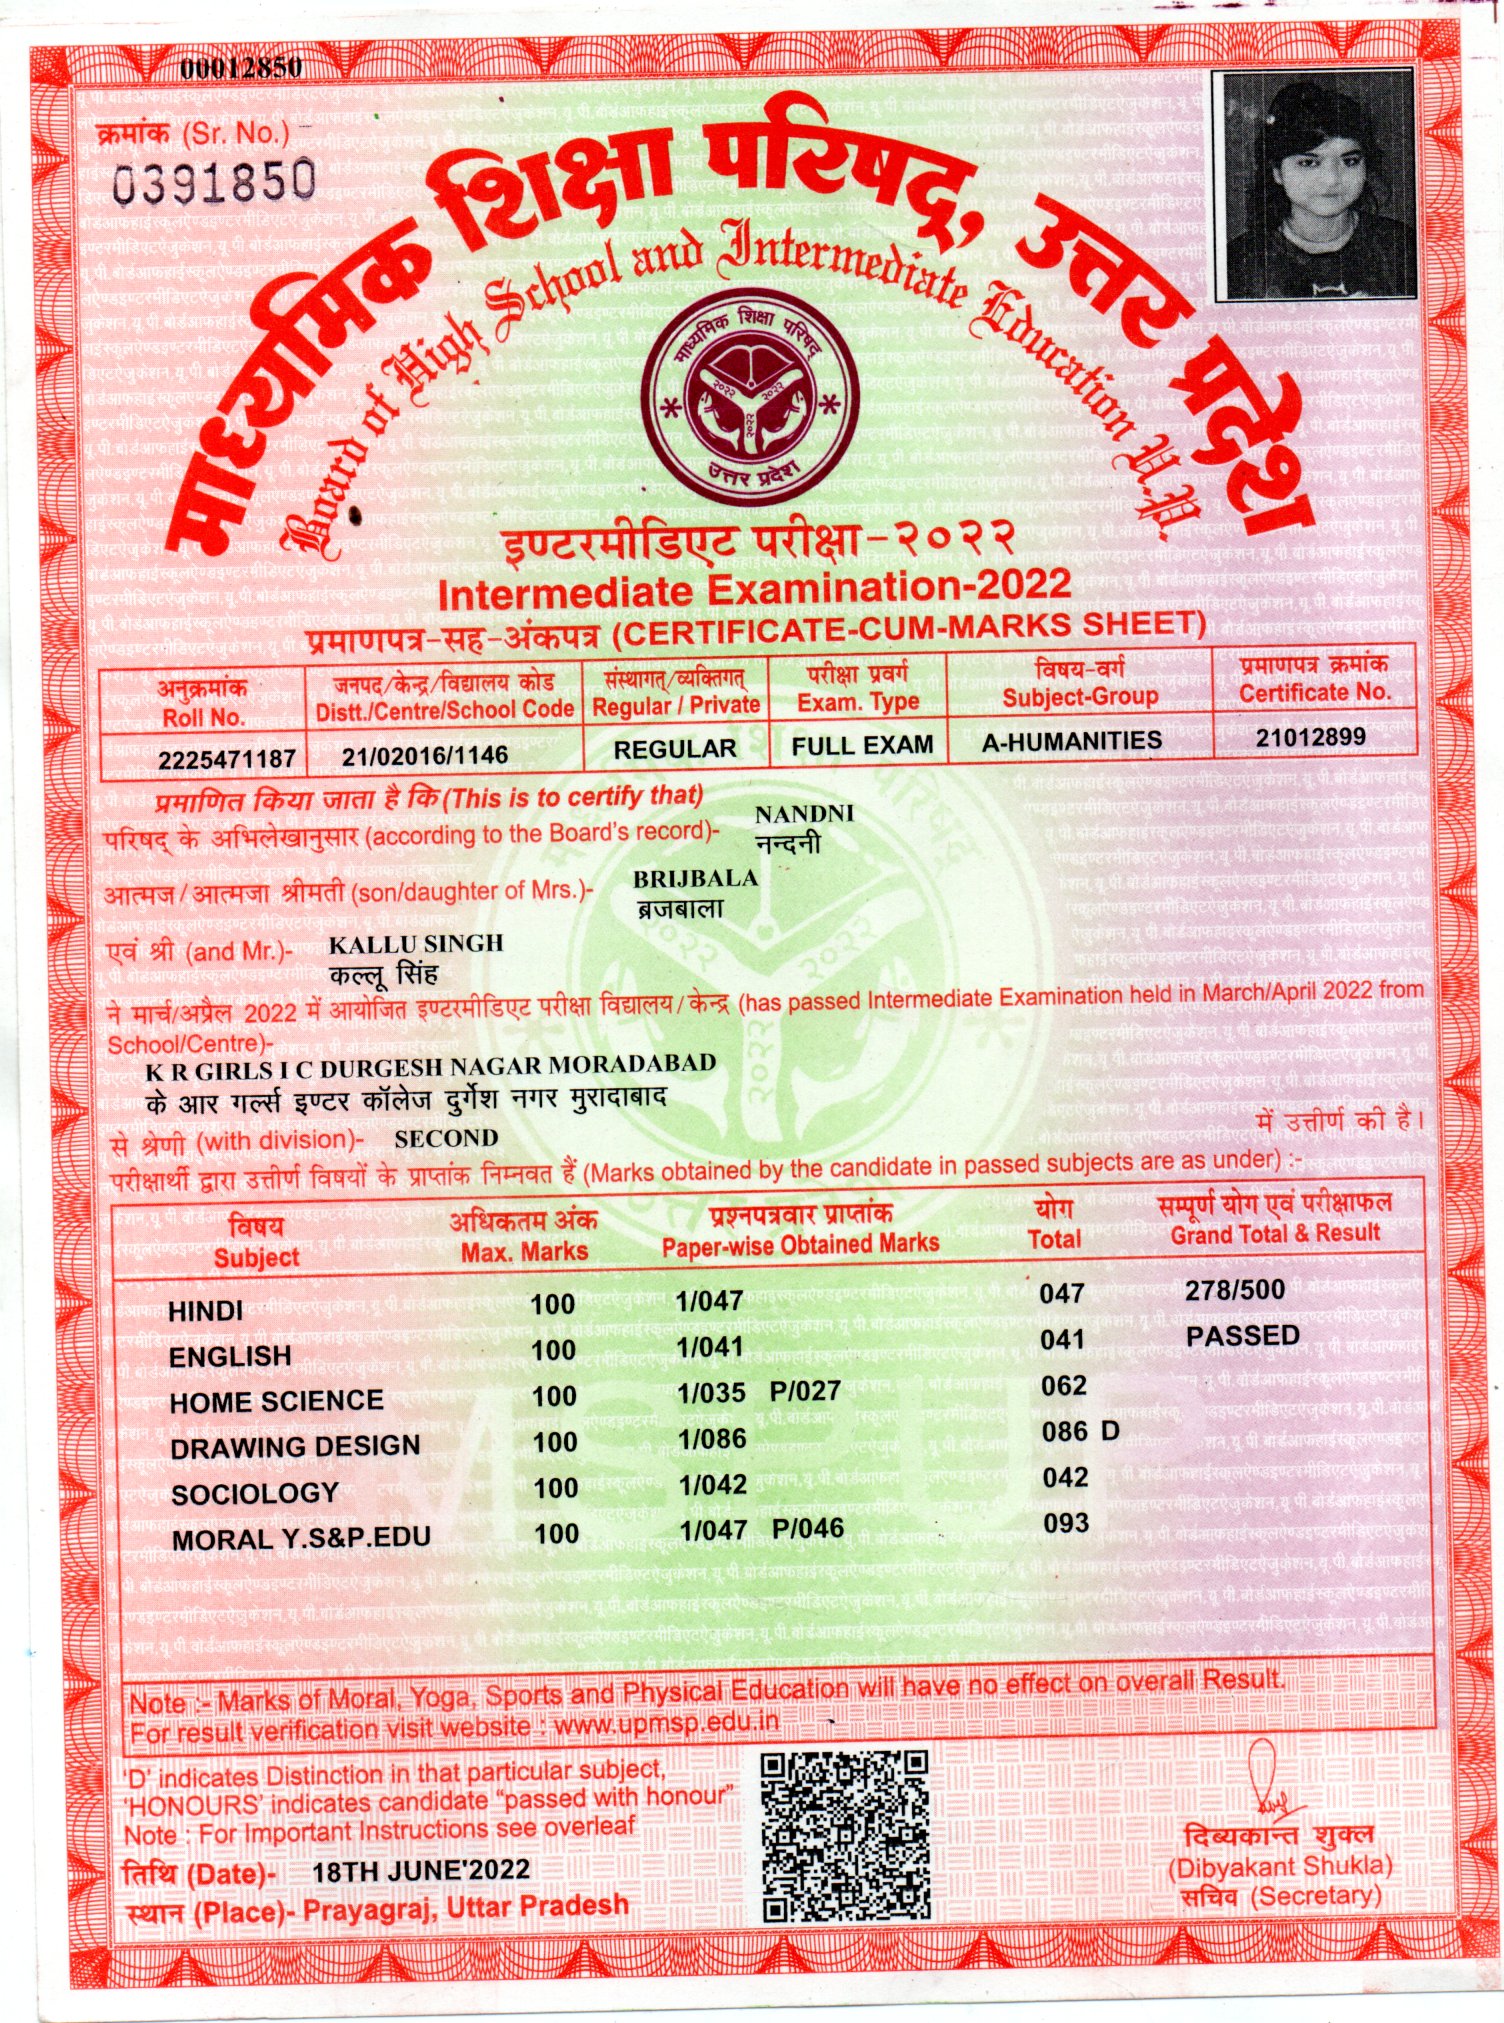 00012850
क्रमांक (Sr. No.)
0391850
माध्यमिक शिक्षा परिषद्, उत्तर प्रदेश
Board of High School and Intermediate Education U.P.
माध्यमिक शिक्षा परिषद्
२०२२ २०२२
२०२२
उत्तर प्रदेश
इण्टरमीडिएट परीक्षा-२०२२
Intermediate Examination-2022
प्रमाणपत्र-सह-अंकपत्र (CERTIFICATE-CUM-MARKS SHEET)
अनुक्रमांक जनपद/केन्द्र/विद्यालय कोड संस्थागत्/व्यक्तिगत् परीक्षा प्रवर्ग विषय-वर्ग प्रमाणपत्र क्रमांक
Roll No. Distt./Centre/School Code Regular / Private Exam. Type Subject-Group Certificate No.
2225471187 21/02016/1146 REGULAR FULL EXAM A-HUMANITIES 21012899
प्रमाणित किया जाता है कि (This is to certify that)
परिषद् के अभिलेखानुसार (according to the Board's record)- NANDNI
नन्दनी
आत्मज / आत्मजा श्रीमती (son/daughter of Mrs.)- BRIJBALA
ब्रजबाला
एवं श्री (and Mr.)- KALLU SINGH
कल्लू सिंह
ने मार्च/अप्रैल 2022 में आयोजित इण्टरमीडिएट परीक्षा विद्यालय/केन्द्र (has passed Intermediate Examination held in March/April 2022 from
School/Centre)-
K R GIRLS I C DURGESH NAGAR MORADABAD
के आर गर्ल्स इण्टर कॉलेज दुर्गेश नगर मुरादाबाद
से श्रेणी (with division)- SECOND में उत्तीर्ण की है।
परीक्षार्थी द्वारा उत्तीर्ण विषयों के प्राप्तांक निम्नवत हैं (Marks obtained by the candidate in passed subjects are as under) :-
विषय अधिकतम अंक प्रश्नपत्रवार प्राप्तांक योग सम्पूर्ण योग एवं परीक्षाफल
Subject Max. Marks Paper-wise Obtained Marks Total Grand Total & Result
HINDI 100 1/047 047 278/500
ENGLISH 100 1/041 041 PASSED
HOME SCIENCE 100 1/035 P/027 062
DRAWING DESIGN 100 1/086 086 D
SOCIOLOGY 100 1/042 042
MORAL Y.S&P.EDU 100 1/047 P/046 093
Note :- Marks of Moral, Yoga, Sports and Physical Education will have no effect on overall Result.
For result verification visit website : www.upmsp.edu.in
'D' indicates Distinction in that particular subject,
'HONOURS' indicates candidate "passed with honour"
Note : For Important Instructions see overleaf
तिथि (Date)- 18TH JUNE'2022
स्थान (Place)- Prayagraj, Uttar Pradesh
दिब्यकान्त शुक्ल
(Dibyakant Shukla)
सचिव (Secretary)